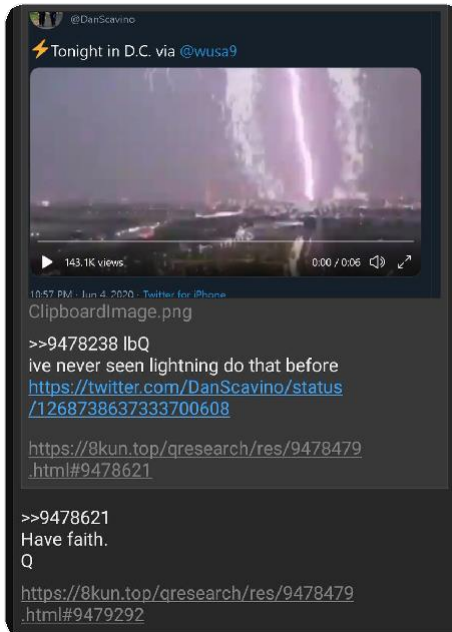 @DanScavino
⚡Tonight in D.C. via @wusa9
143.1K views
0:00 / 0:06
10:57 PM · Jun 4, 2020 · Twitter for iPhone
ClipboardImage.png
>>9478238 lbQ
ive never seen lightning do that before
https://twitter.com/DanScavino/status
/1268738637333700608
https://8kun.top/qresearch/res/9478479
.html#9478621
>>9478621
Have faith.
Q
https://8kun.top/qresearch/res/9478479
.html#9479292